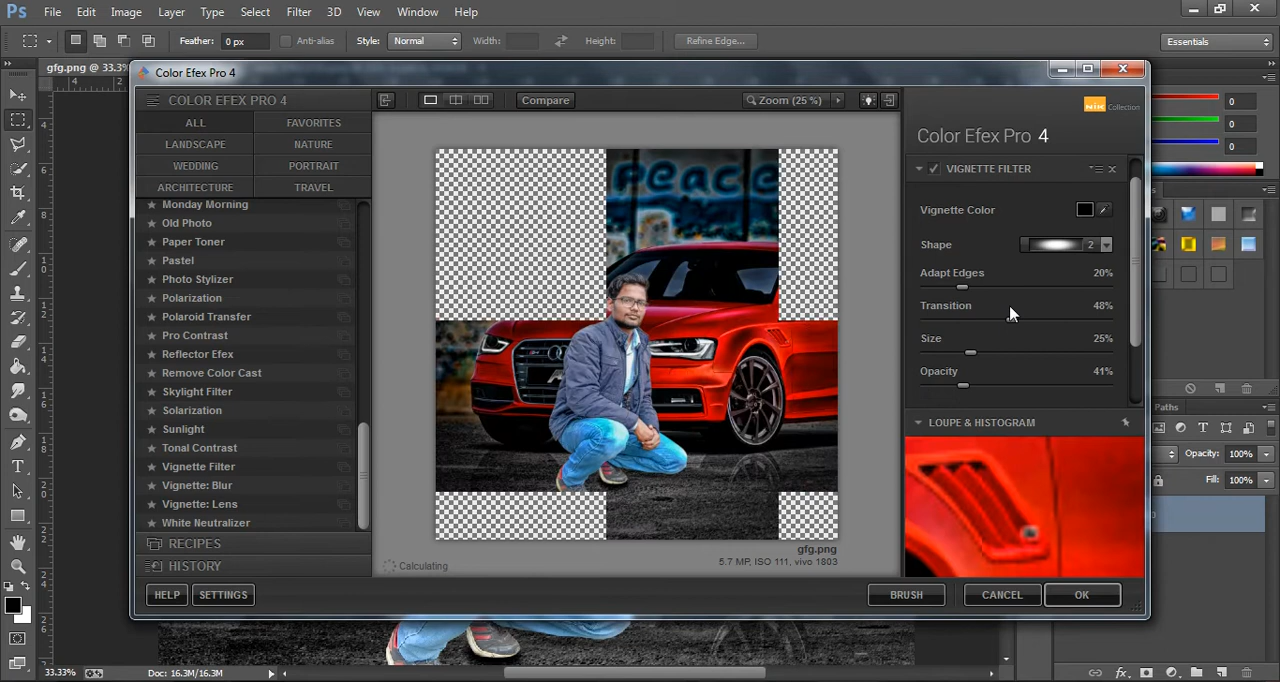 Ps File Edit Image Layer Type Select Filter 3D View Window Help
Feather: 0 px Anti-alias Style: Normal Width: Height: Refine Edge... Essentials
gfg.png @ 33.3%
Color Efex Pro 4
COLOR EFEX PRO 4 Compare Zoom (25 %) Nik Collection
ALL FAVORITES
LANDSCAPE NATURE
WEDDING PORTRAIT
ARCHITECTURE TRAVEL
Monday Morning
Old Photo
Paper Toner
Pastel
Photo Stylizer
Polarization
Polaroid Transfer
Pro Contrast
Reflector Efex
Remove Color Cast
Skylight Filter
Solarization
Sunlight
Tonal Contrast
Vignette Filter
Vignette: Blur
Vignette: Lens
White Neutralizer
RECIPES
HISTORY
HELP SETTINGS
peace
Calculating
gfg.png
5.7 MP, ISO 111, vivo 1803
Color Efex Pro 4
VIGNETTE FILTER
Vignette Color
Shape 2
Adapt Edges 20%
Transition 48%
Size 25%
Opacity 41%
LOUPE & HISTOGRAM
BRUSH CANCEL OK
0
0
0
Paths
Opacity: 100%
Fill: 100%
33.33% Doc: 16.3M/16.3M